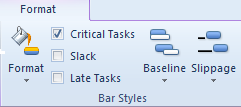 Format
Critical Tasks
Slack
Late Tasks
Format
Baseline
Slippage
Bar Styles